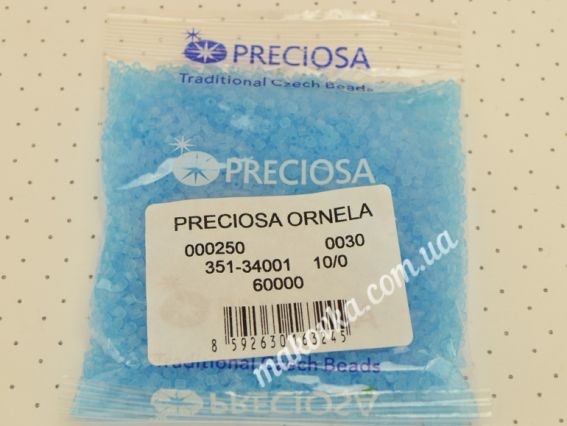 PRECIOSA
Traditional Czech Beads
PRECIOSA
PRECIOSA ORNELA
000250 0030
351-34001 10/0
60000
8 592630 163245
makivka.com.ua
Traditional Czech Beads
PRECIOSA